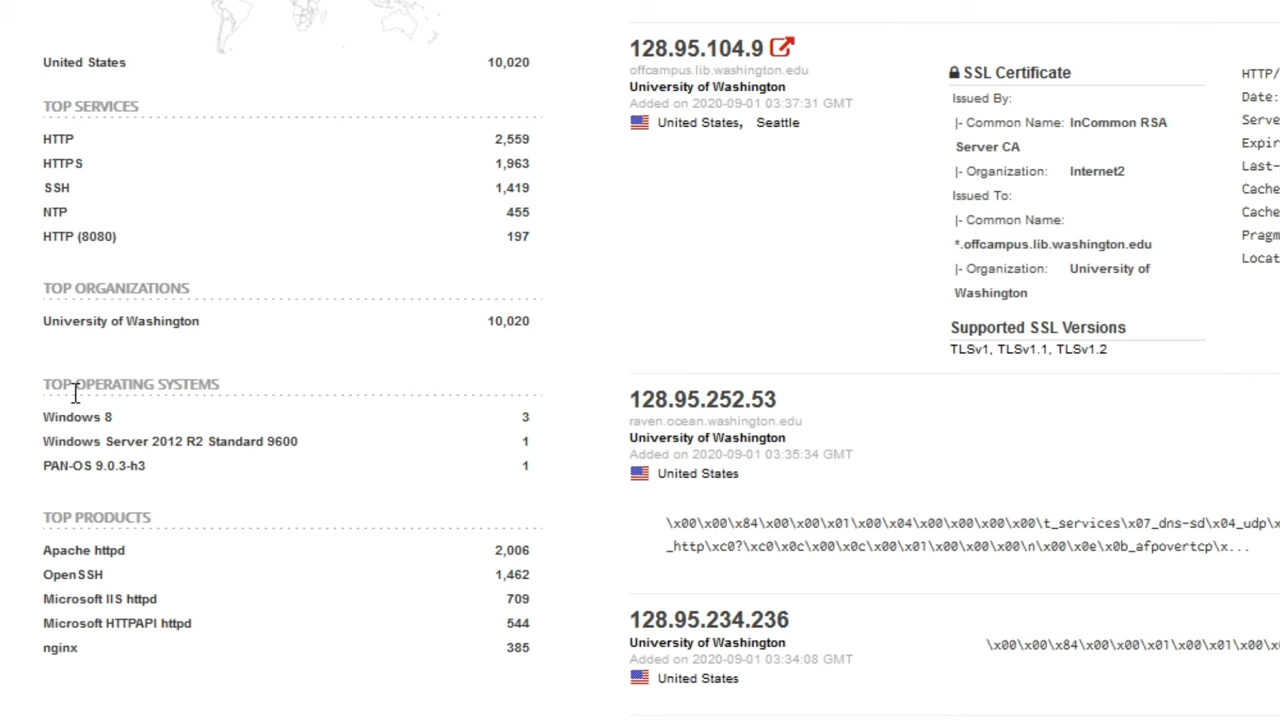 United States 10,020
TOP SERVICES
HTTP 2,559
HTTPS 1,963
SSH 1,419
NTP 455
HTTP (8080) 197
TOP ORGANIZATIONS
University of Washington 10,020
TOP OPERATING SYSTEMS
Windows 8 3
Windows Server 2012 R2 Standard 9600 1
PAN-OS 9.0.3-h3 1
TOP PRODUCTS
Apache httpd 2,006
OpenSSH 1,462
Microsoft IIS httpd 709
Microsoft HTTPAPI httpd 544
nginx 385
128.95.104.9
offcampus.lib.washington.edu
University of Washington
Added on 2020-09-01 03:37:31 GMT
United States, Seattle
SSL Certificate
Issued By:
|- Common Name: InCommon RSA
Server CA
|- Organization: Internet2
Issued To:
|- Common Name:
*.offcampus.lib.washington.edu
|- Organization: University of
Washington
Supported SSL Versions
TLSv1, TLSv1.1, TLSv1.2
HTTP/
Date:
Serve
Expir
Last-
Cache
Cache
Pragm
Locat
128.95.252.53
raven.ocean.washington.edu
University of Washington
Added on 2020-09-01 03:35:34 GMT
United States
\x00\x00\x84\x00\x00\x01\x00\x04\x00\x00\x00\x00\t_services\x07_dns-sd\x04_udp\x
_http\xc0?\xc0\x0c\x00\x0c\x00\x01\x00\x00\x00\n\x00\x0e\x0b_afpovertcp\x...
128.95.234.236
University of Washington
Added on 2020-09-01 03:34:08 GMT
United States
\x00\x00\x84\x00\x00\x01\x00\x01\x00\x0